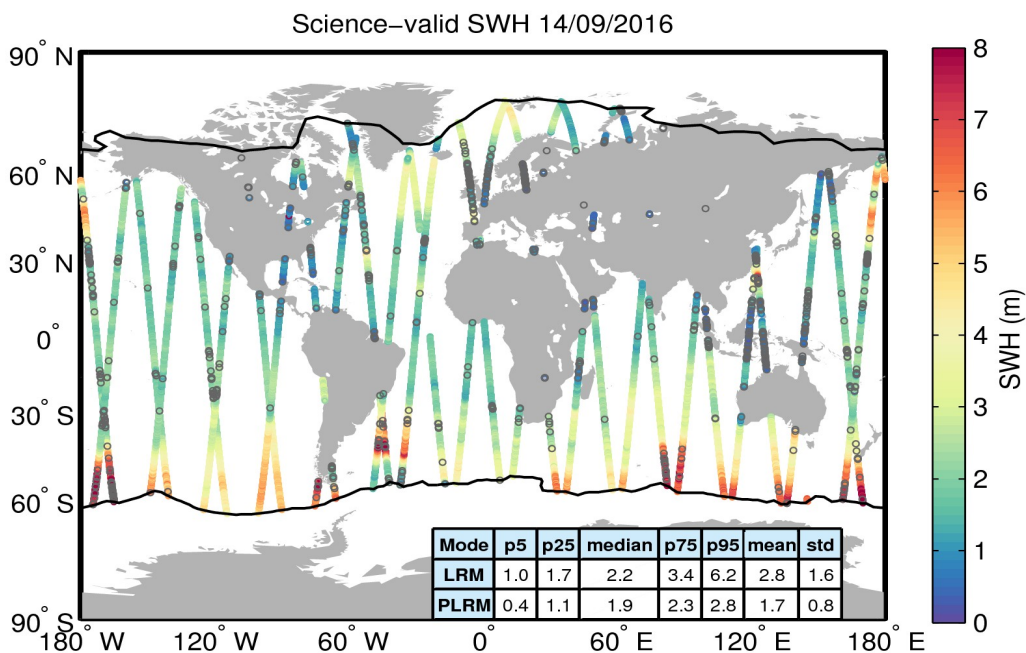 Science−valid SWH 14/09/2016
90° N
60° N
30° N
0°
30° S
60° S
90° S
180° W
120° W
60° W
0°
60° E
120° E
180° E
Mode p5 p25 median p75 p95 mean std
LRM 1.0 1.7 2.2 3.4 6.2 2.8 1.6
PLRM 0.4 1.1 1.9 2.3 2.8 1.7 0.8
8
7
6
5
4
3
2
1
0
SWH (m)